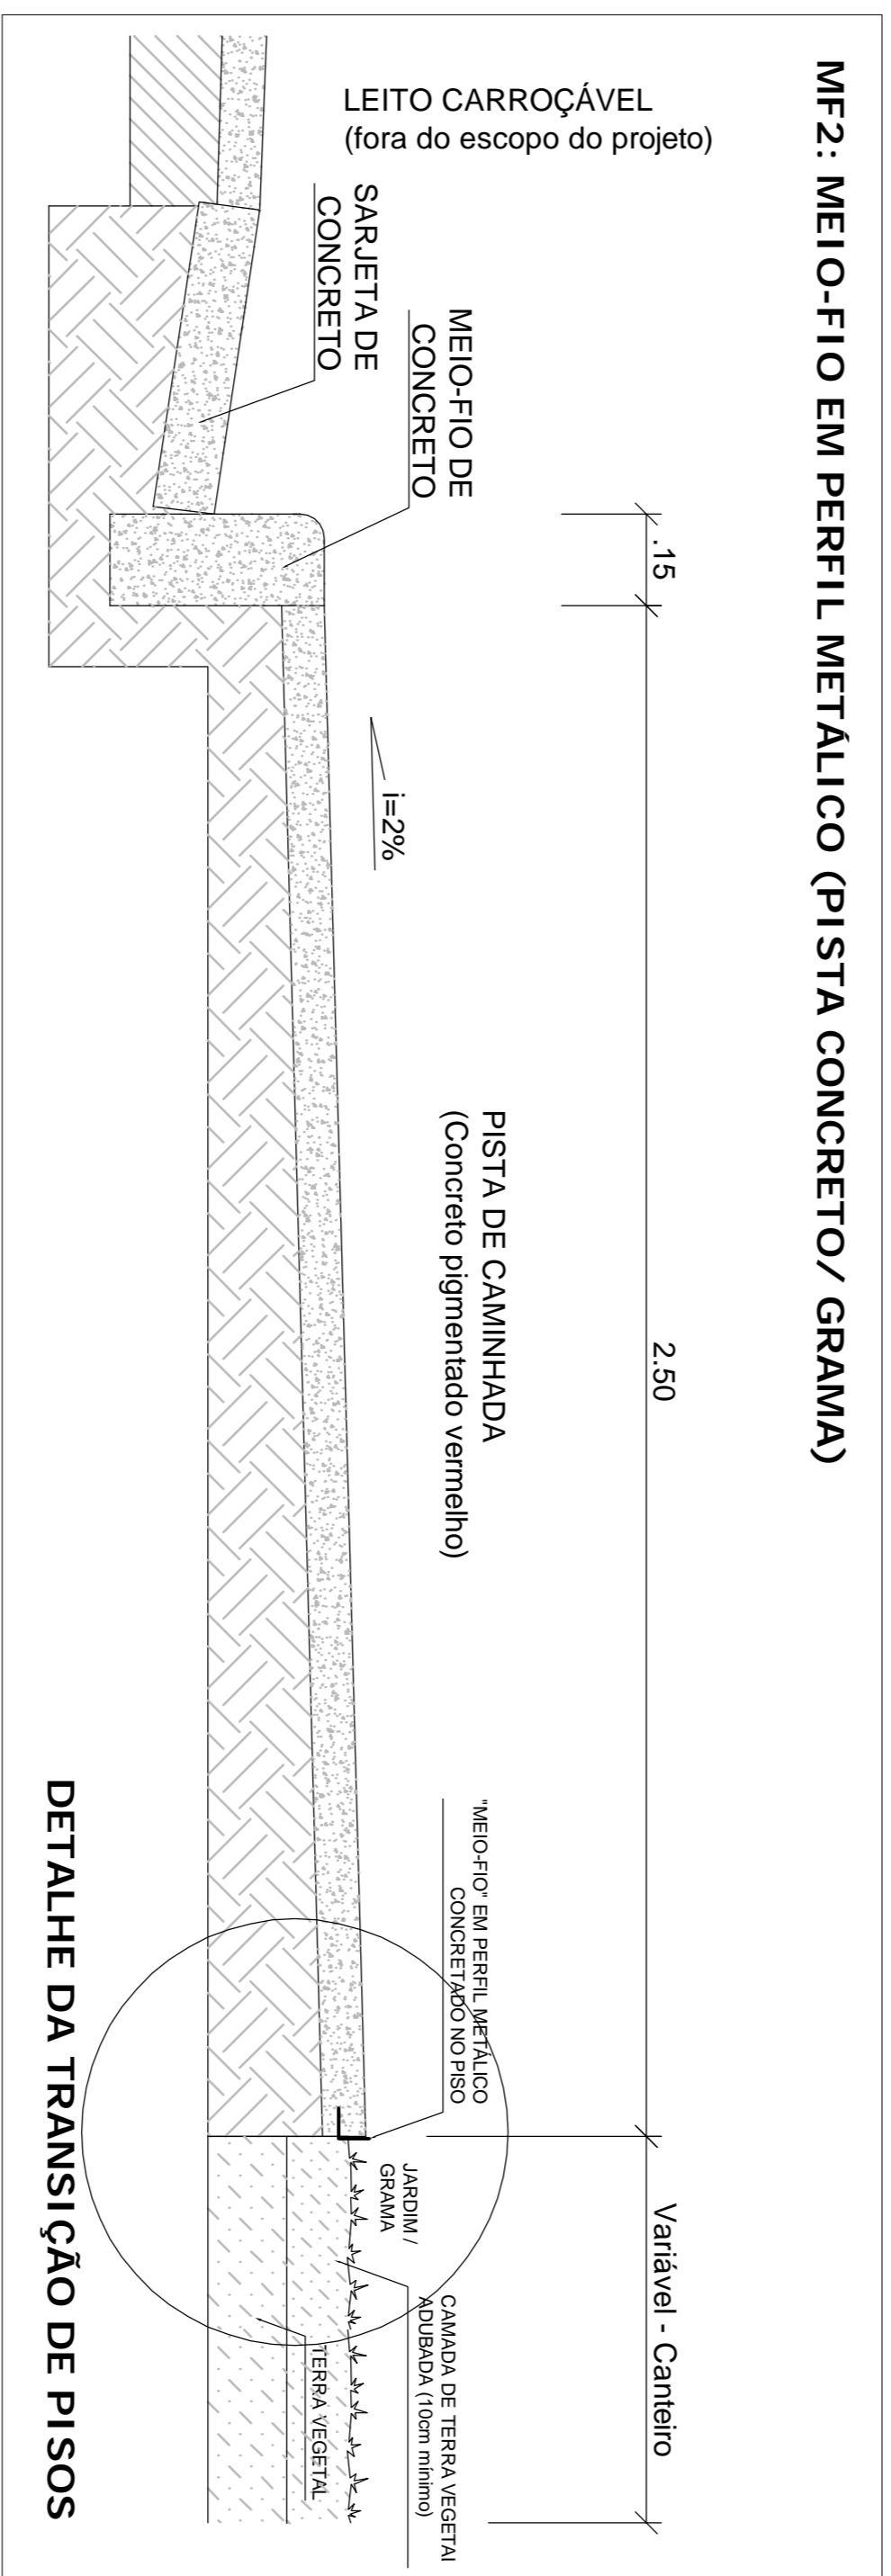 MF2: MEIO-FIO EM PERFIL METÁLICO (PISTA CONCRETO/ GRAMA)
LEITO CARROÇÁVEL
(fora do escopo do projeto)
SARJETA DE
CONCRETO
MEIO-FIO DE
CONCRETO
.15
2.50
Variável - Canteiro
i=2%
PISTA DE CAMINHADA
(Concreto pigmentado vermelho)
"MEIO-FIO" EM PERFIL METÁLICO
CONCRETADO NO PISO
JARDIM /
GRAMA
CAMADA DE TERRA VEGETAl
ADUBADA (10cm mínimo)
TERRA VEGETAL
DETALHE DA TRANSIÇÃO DE PISOS